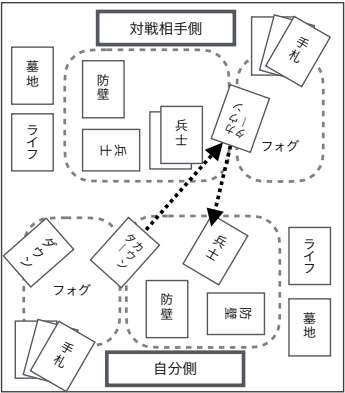 対戦相手側
手札
墓地
防壁
カウンター
兵士
ライフ
兵士
フォグ
ダウン
カウンター
兵士
ライフ
フォグ
防壁
防壁
墓地
手札
自分側